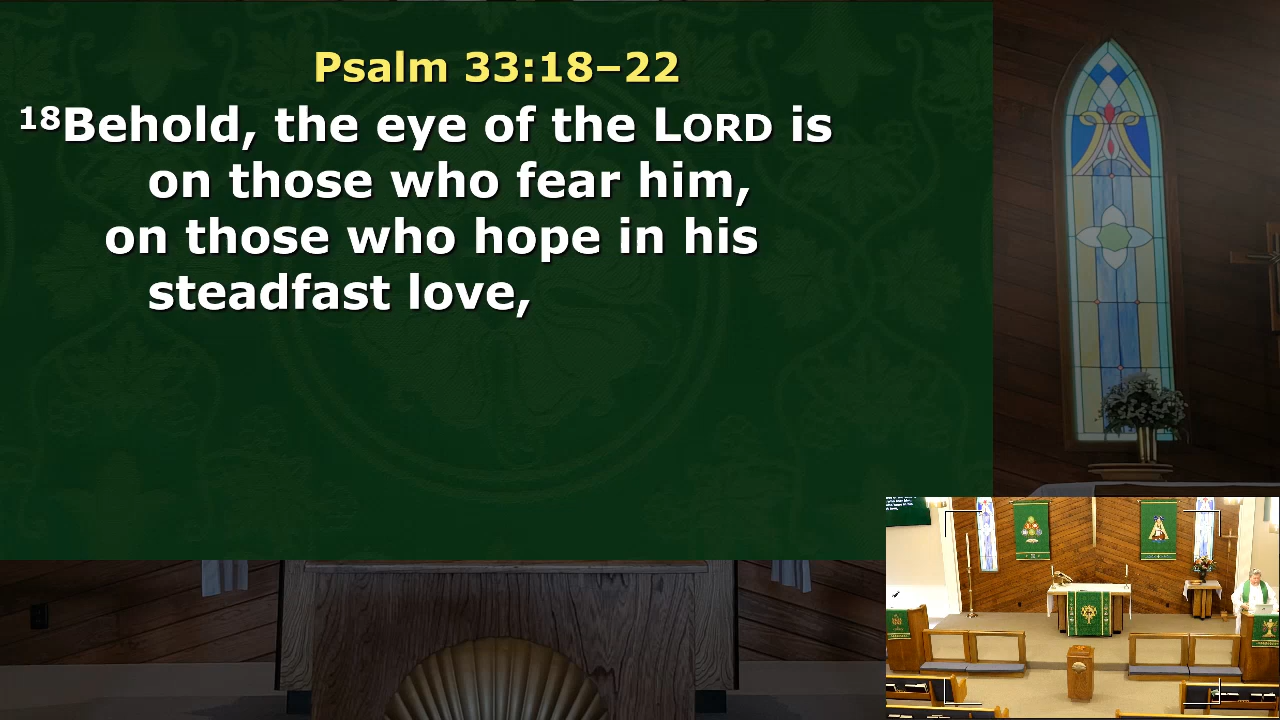 Psalm 33:18–22
18Behold, the eye of the LORD is
on those who fear him,
on those who hope in his
steadfast love,